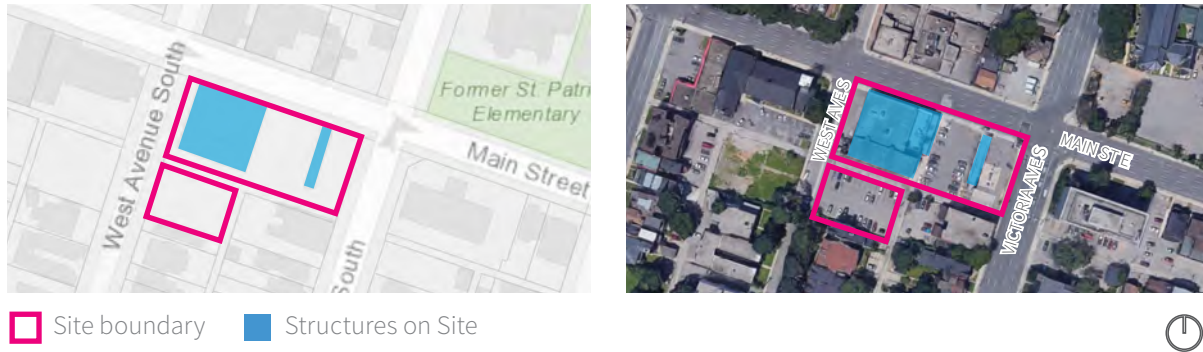 West Avenue South
Former St. Patri
Elementary
Main Street
South
WEST AVE S
MAIN ST E
VICTORIA AVE S
Site boundary
Structures on Site